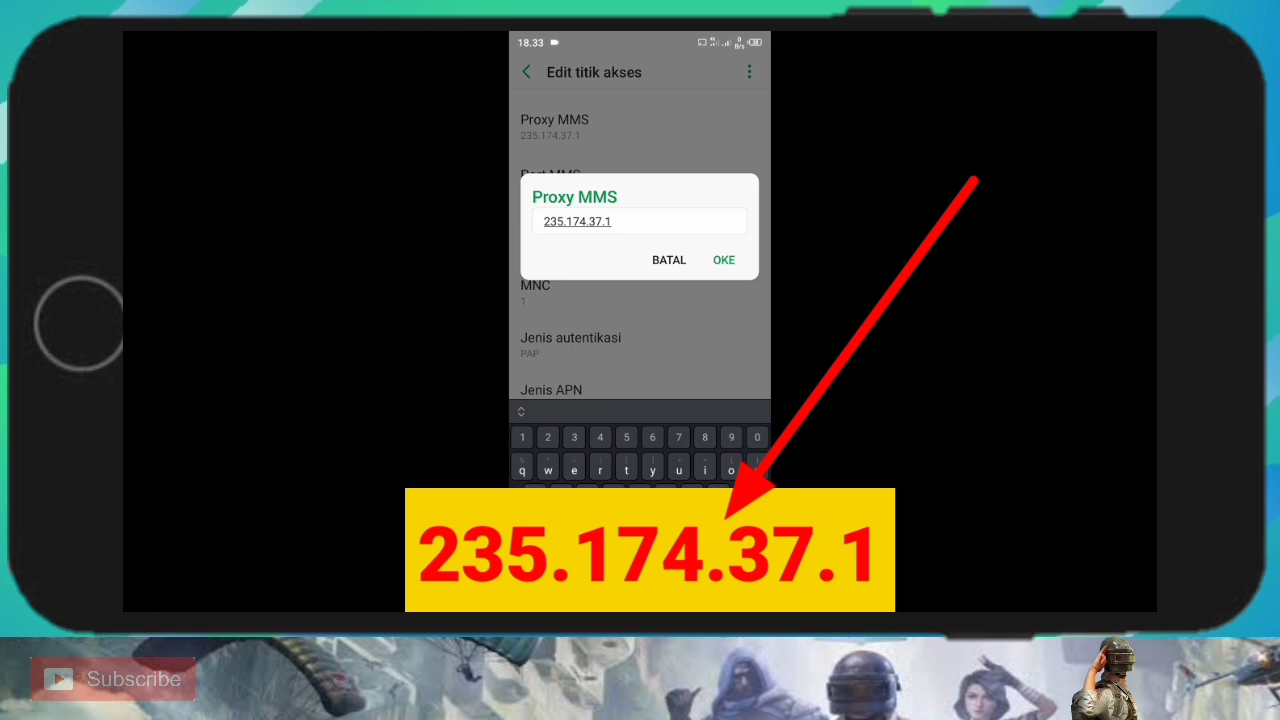 18.33
0
B/s
Edit titik akses
Proxy MMS
235.174.37.1
Port MMS
Proxy MMS
235.174.37.1
BATAL OKE
MNC
1
Jenis autentikasi
PAP
Jenis APN
1 2 3 4 5 6 7 8 9 0
q w e r t y u i o
235.174.37.1
Subscribe